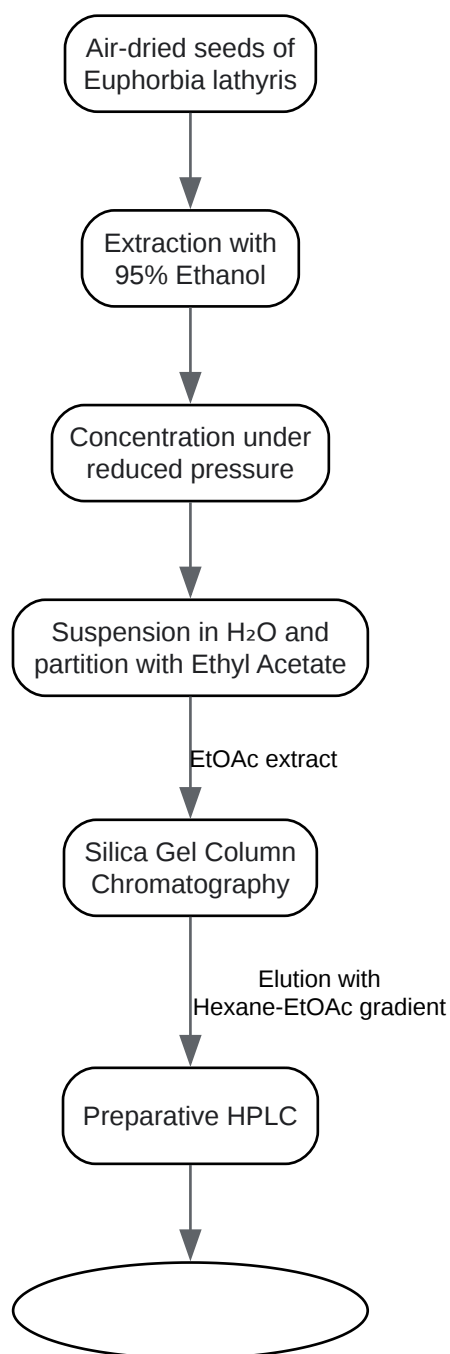 Air-dried seeds of
Euphorbia lathyris
Extraction with
95% Ethanol
Concentration under
reduced pressure
Suspension in H₂O and
partition with Ethyl Acetate
EtOAc extract
Silica Gel Column
Chromatography
Elution with
Hexane-EtOAc gradient
Preparative HPLC